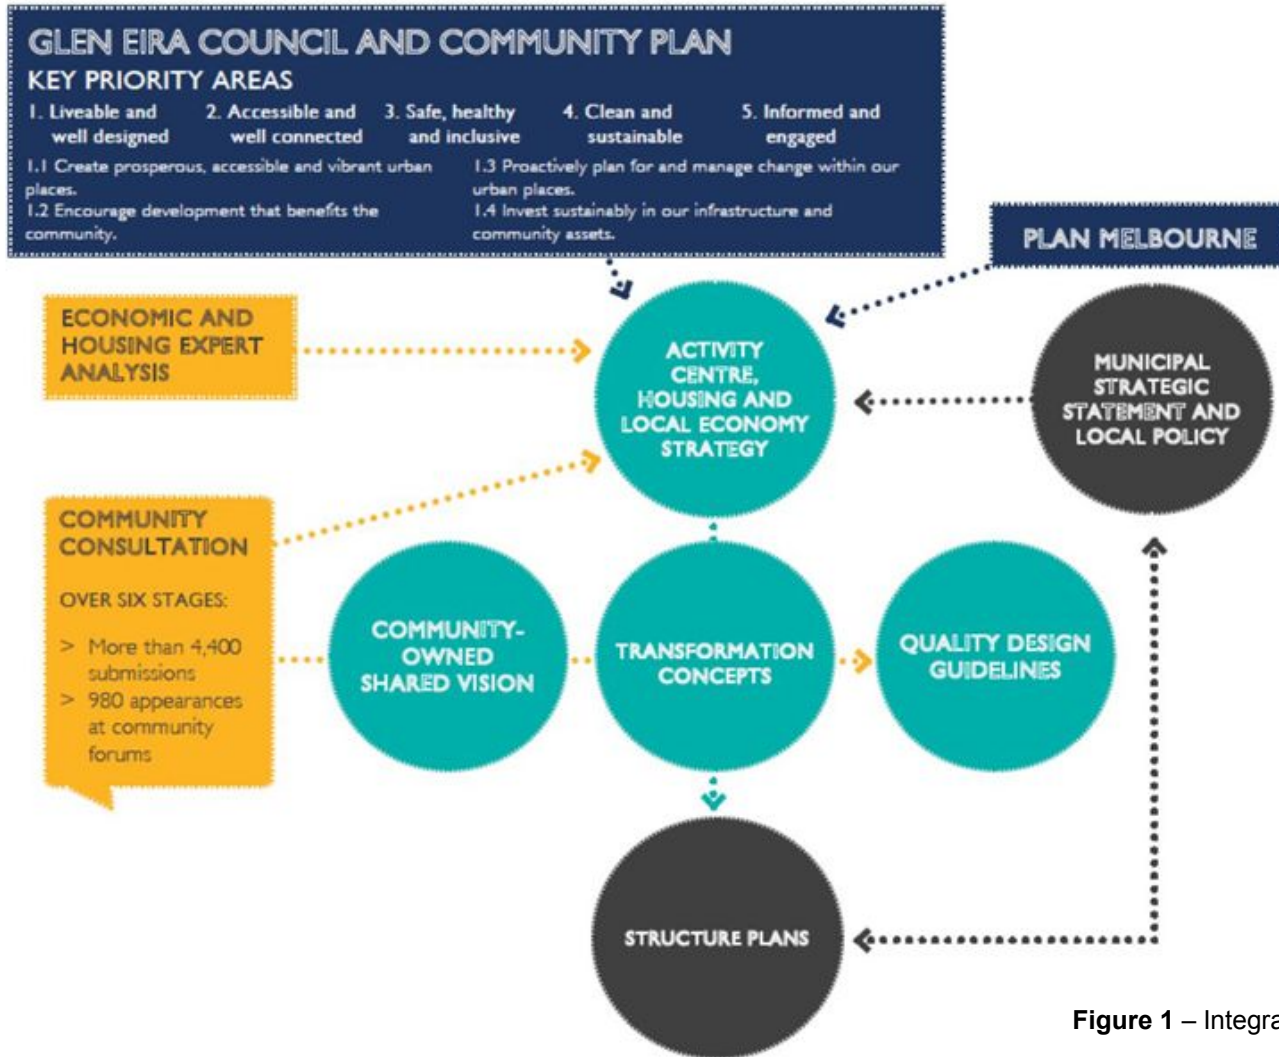 GLEN EIRA COUNCIL AND COMMUNITY PLAN
KEY PRIORITY AREAS
1. Liveable and well designed
2. Accessible and well connected
3. Safe, healthy and inclusive
4. Clean and sustainable
5. Informed and engaged
1.1 Create prosperous, accessible and vibrant urban
places.
1.2 Encourage development that benefits the
community.
1.3 Proactively plan for and manage change within our
urban places.
1.4 Invest sustainably in our infrastructure and
community assets.
PLAN MELBOURNE
ECONOMIC AND
HOUSING EXPERT
ANALYSIS
ACTIVITY
CENTRE,
HOUSING AND
LOCAL ECONOMY
STRATEGY
MUNICIPAL
STRATEGIC
STATEMENT AND
LOCAL POLICY
COMMUNITY
CONSULTATION
OVER SIX STAGES:
> More than 4,400
submissions
> 980 appearances
at community
forums
COMMUNITY-
OWNED
SHARED VISION
TRANSFORMATION
CONCEPTS
QUALITY DESIGN
GUIDELINES
STRUCTURE PLANS
Figure 1 – Integra